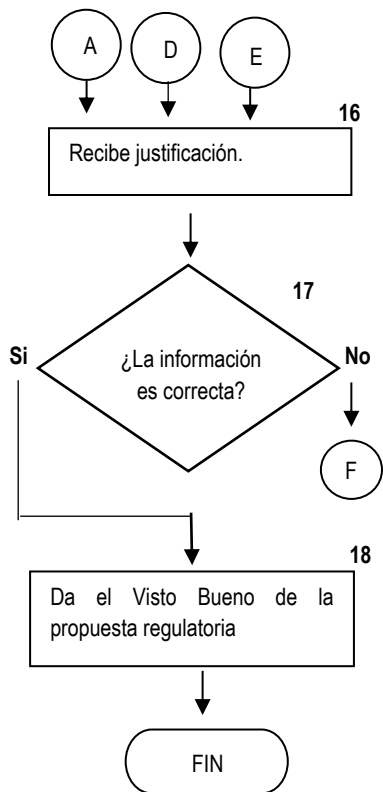 A
D
E
16
Recibe justificación.
17
Si
¿La información
es correcta?
No
F
18
Da el Visto Bueno de la
propuesta regulatoria
FIN